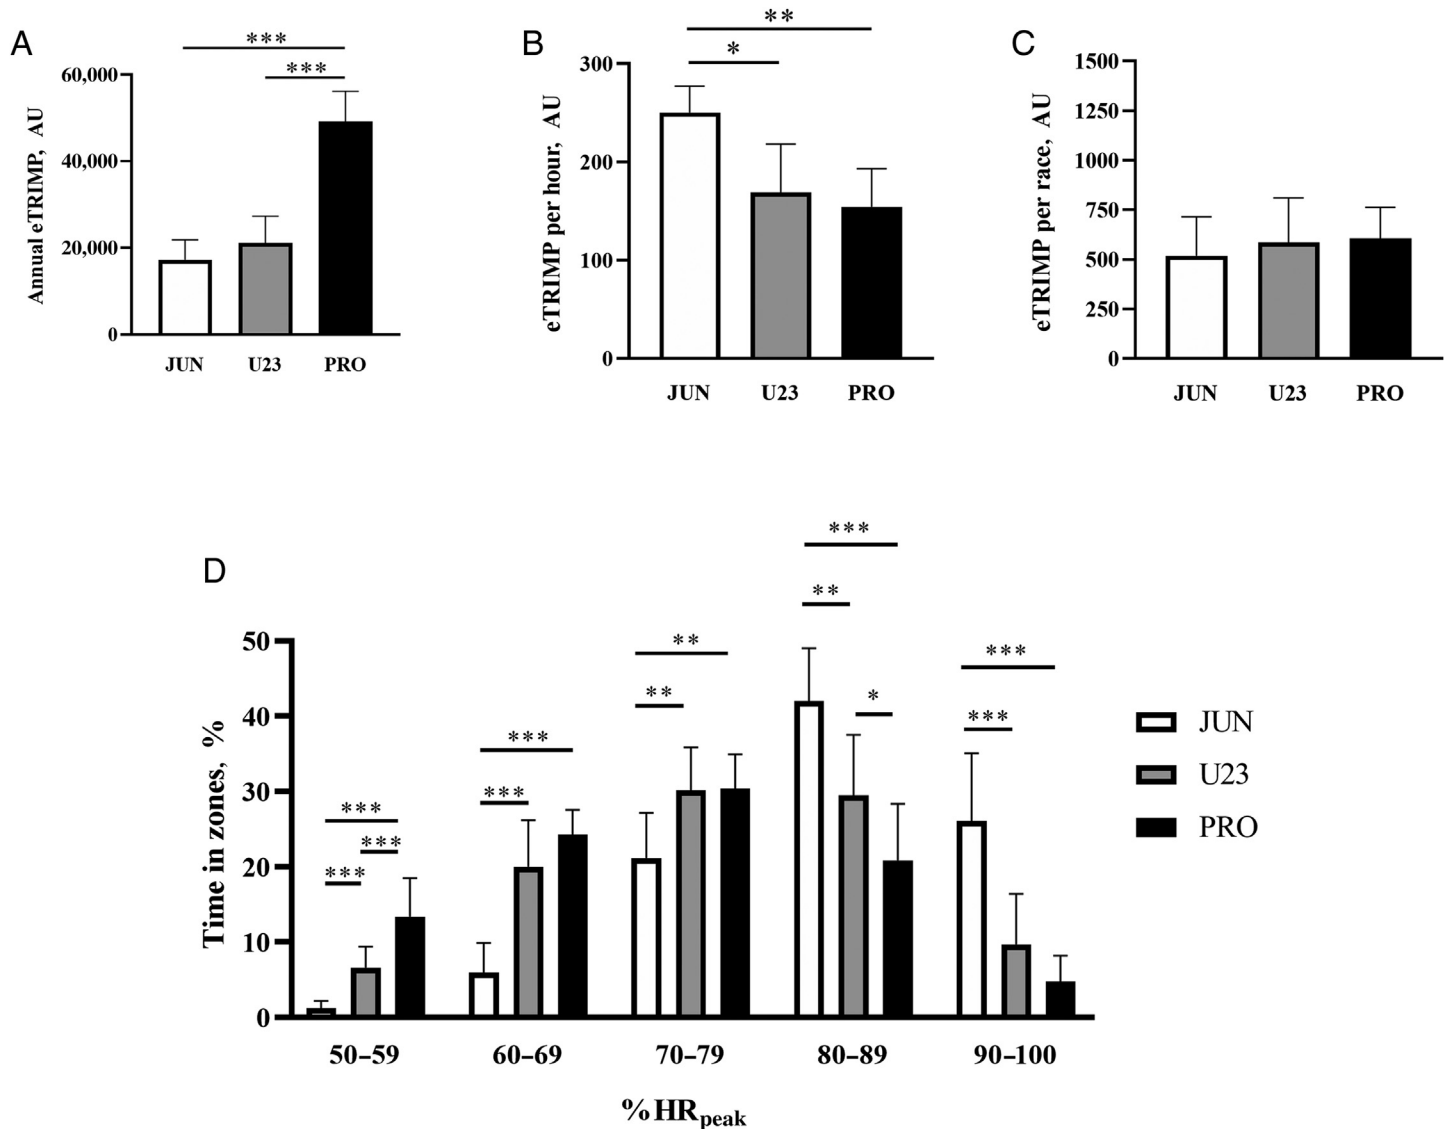 A
***
***
60,000
40,000
20,000
0
Annual eTRIMP, AU
JUN U23 PRO
B
**
*
300
200
100
0
eTRIMP per hour, AU
JUN U23 PRO
C
1500
1250
1000
750
500
250
0
eTRIMP per race, AU
JUN U23 PRO
D
***
**
*
***
***
**
**
***
***
***
***
***
50
40
30
20
10
0
Time in zones, %
50–59 60–69 70–79 80–89 90–100
%HRpeak
JUN
U23
PRO